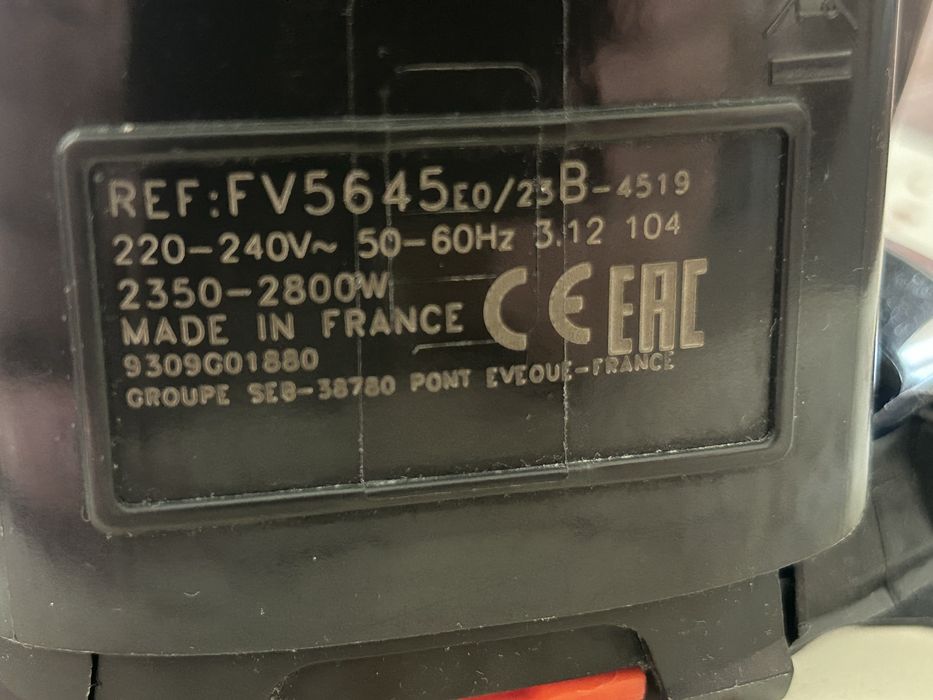 REF:FV5645E0/23B-4519
220-240V~ 50-60Hz 3.12 104
2350-2800W
MADE IN FRANCE CE EAC
9309G01880
GROUPE SEB-38780 PONT EVEQUE-FRANCE